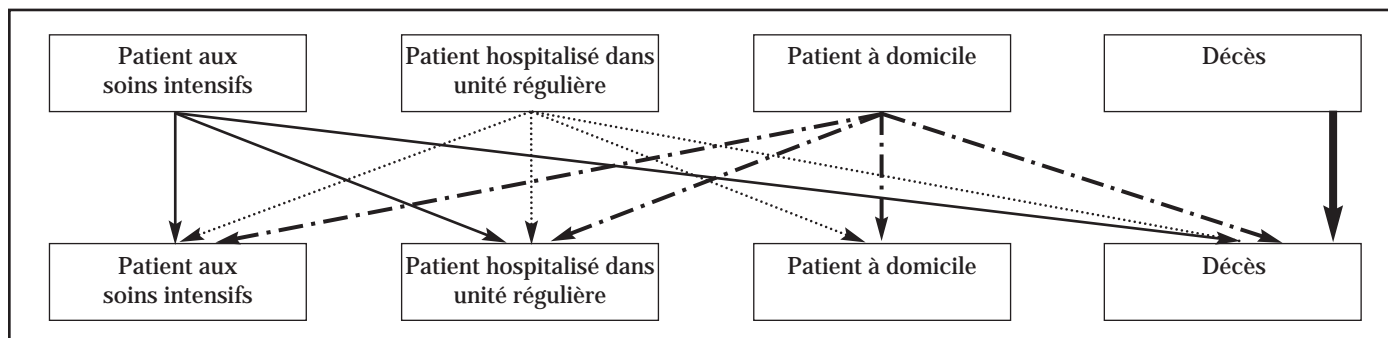 Patient aux
soins intensifs
Patient hospitalisé dans
unité régulière
Patient à domicile
Décès
Patient aux
soins intensifs
Patient hospitalisé dans
unité régulière
Patient à domicile
Décès